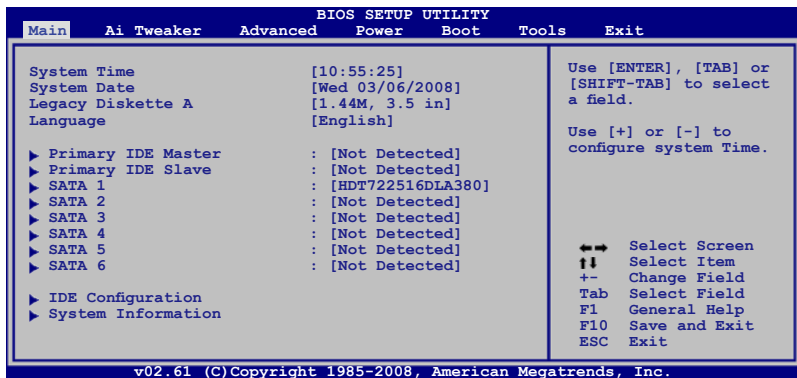 BIOS SETUP UTILITY
Main Ai Tweaker Advanced Power Boot Tools Exit
System Time [10:55:25]
System Date [Wed 03/06/2008]
Legacy Diskette A [1.44M, 3.5 in]
Language [English]
Primary IDE Master : [Not Detected]
Primary IDE Slave : [Not Detected]
SATA 1 : [HDT722516DLA380]
SATA 2 : [Not Detected]
SATA 3 : [Not Detected]
SATA 4 : [Not Detected]
SATA 5 : [Not Detected]
SATA 6 : [Not Detected]
IDE Configuration
System Information
Use [ENTER], [TAB] or
[SHIFT-TAB] to select
a field.
Use [+] or [-] to
configure system Time.
Select Screen
Select Item
+- Change Field
Tab Select Field
F1 General Help
F10 Save and Exit
ESC Exit
v02.61 (C)Copyright 1985-2008, American Megatrends, Inc.